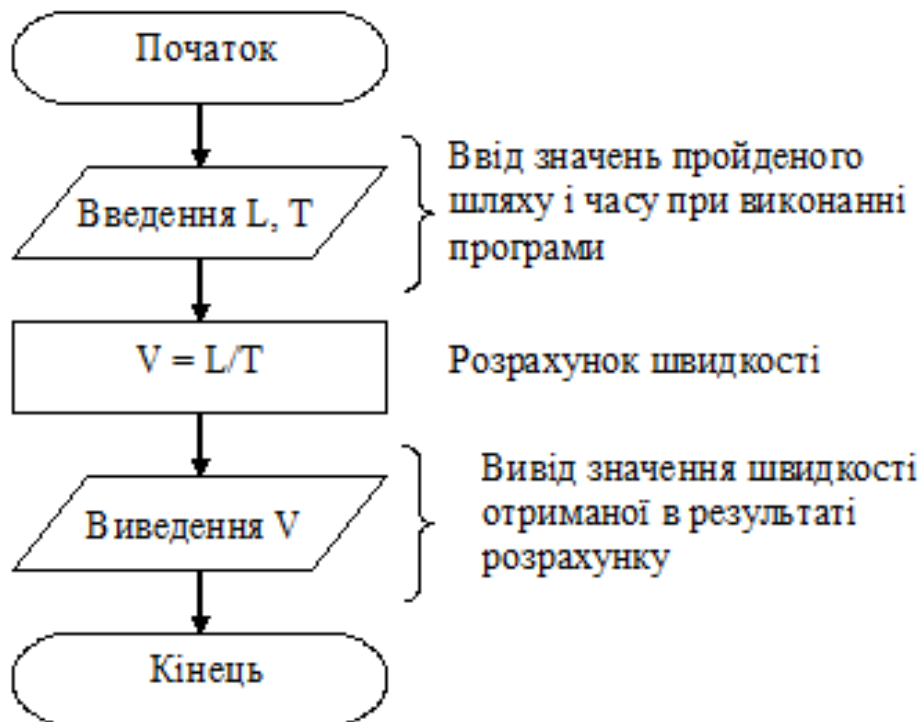 Початок
Введення L, T
Ввід значень пройденого
шляху і часу при виконанні
програми
V = L/T
Розрахунок швидкості
Виведення V
Вивід значення швидкості
отриманої в результаті
розрахунку
Кінець